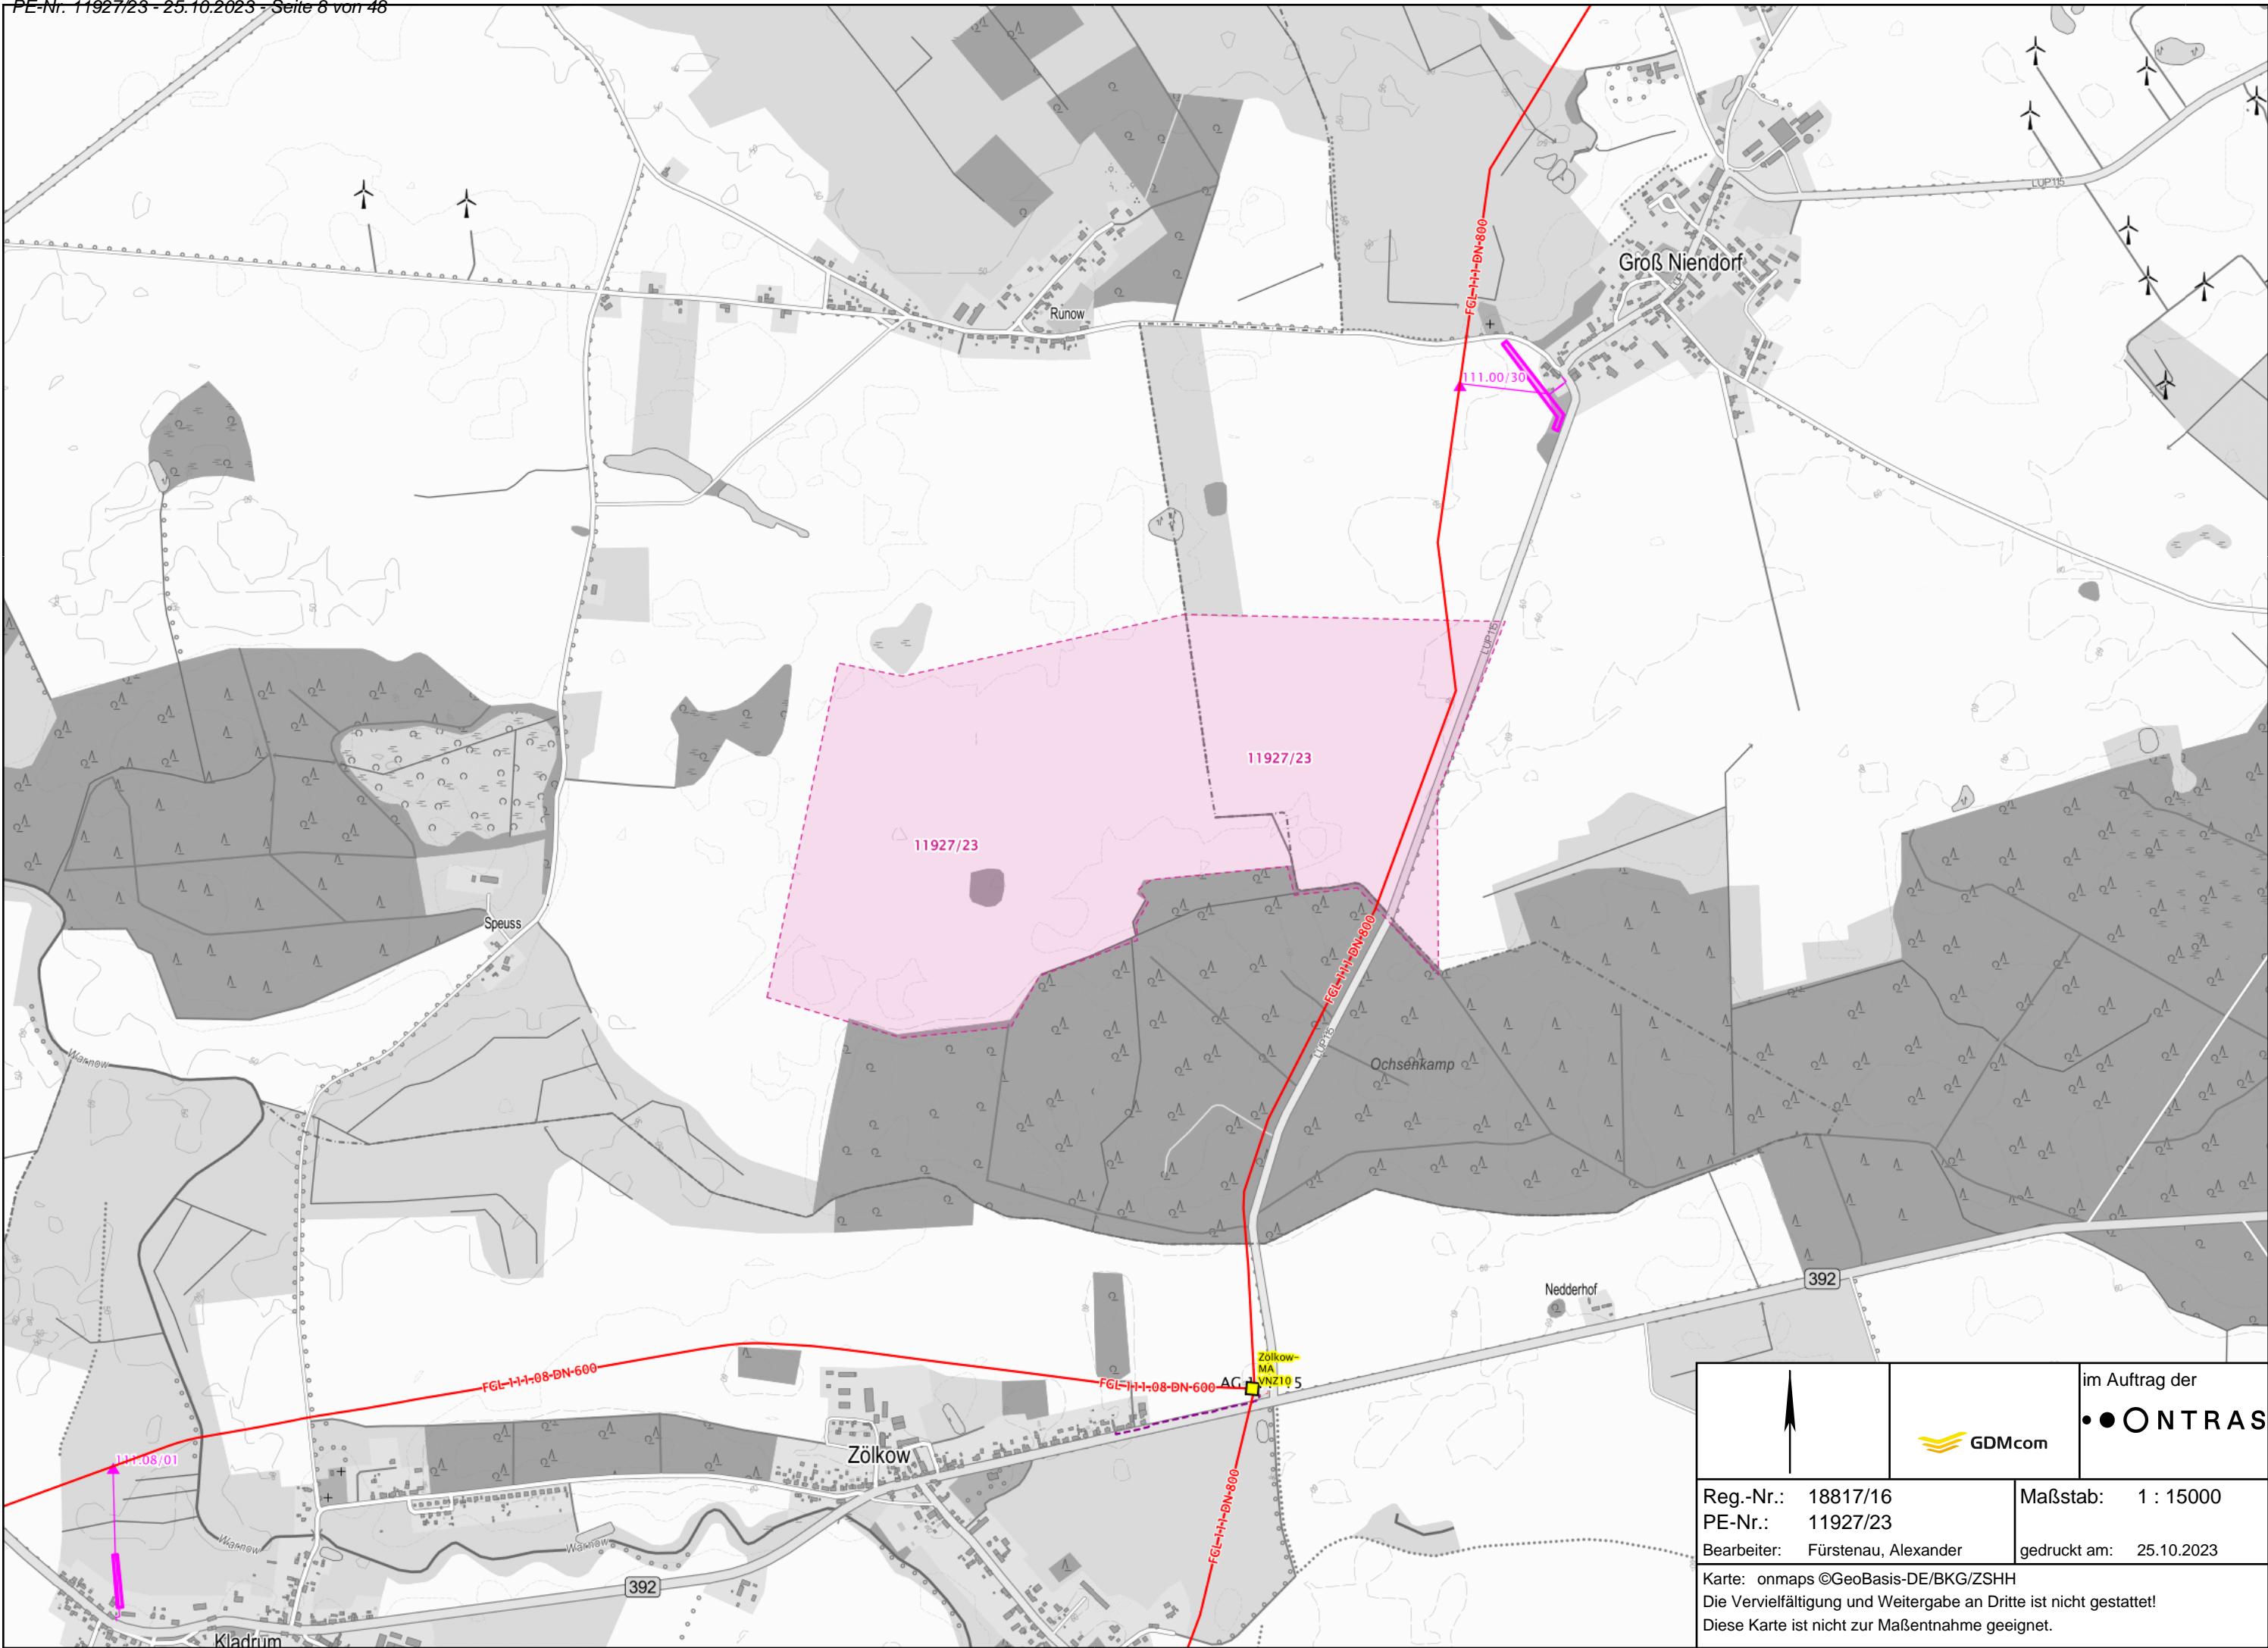 PE-Nr. 11927/23 - 25.10.2023 - Seite 8 von 48
LUP115
FGL 111 DN 800
Groß Niendorf
Runow
111.00/30
LUP115
11927/23
11927/23
Speuss
FGL 111 DN 800
LUP115
Ochsenkamp
Warnow
Nedderhof
392
Zölkow-
MA
VNZ10
FGL 111.08 DN 600
FGL 111.08 DN 600
AG
5
Zölkow
111.08/01
FGL 111 DN 800
Warnow
Warnow
392
Kladrum
GDMcom
im Auftrag der
ONTRAS
Reg.-Nr.: 18817/16
PE-Nr.: 11927/23
Bearbeiter: Fürstenau, Alexander
Maßstab: 1 : 15000
gedruckt am: 25.10.2023
Karte: onmaps ©GeoBasis-DE/BKG/ZSHH
Die Vervielfältigung und Weitergabe an Dritte ist nicht gestattet!
Diese Karte ist nicht zur Maßentnahme geeignet.